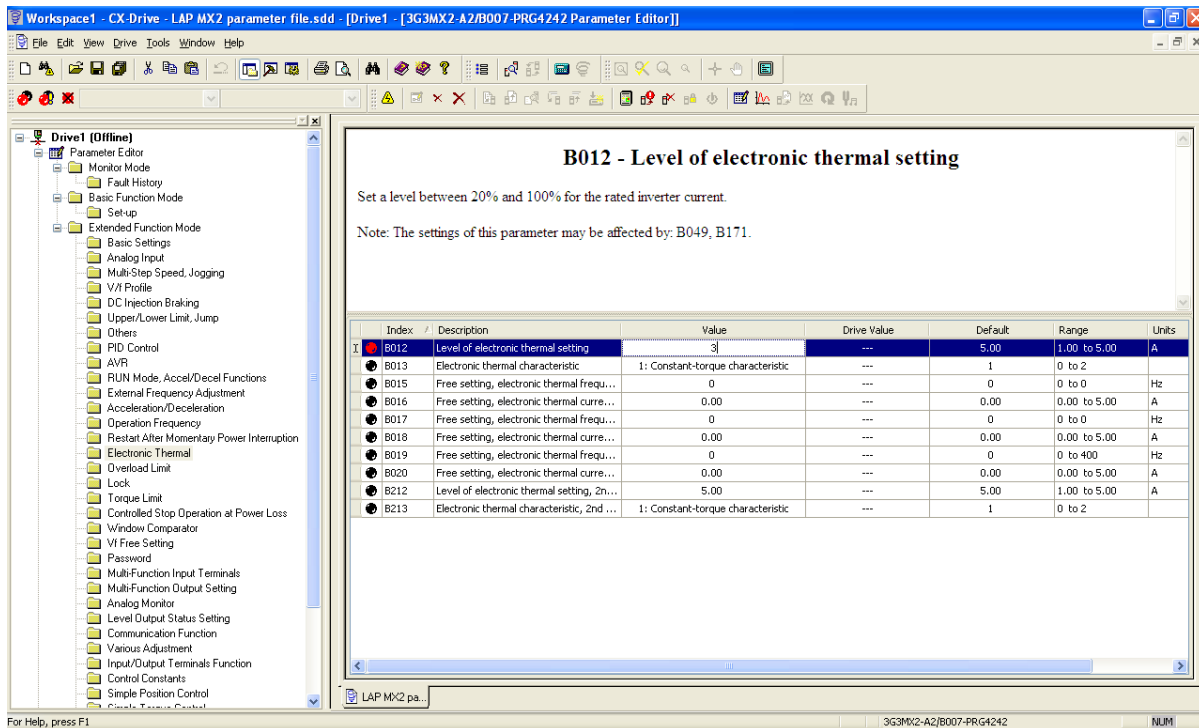 Workspace1 - CX-Drive - LAP MX2 parameter file.sdd - [Drive1 - [3G3MX2-A2/B007-PRG4242 Parameter Editor]]
File Edit View Drive Tools Window Help
Drive1 (Offline)
Parameter Editor
Monitor Mode
Fault History
Basic Function Mode
Set-up
Extended Function Mode
Basic Settings
Analog Input
Multi-Step Speed, Jogging
V/f Profile
DC Injection Braking
Upper/Lower Limit, Jump
Others
PID Control
AVR
RUN Mode, Accel/Decel Functions
External Frequency Adjustment
Acceleration/Deceleration
Operation Frequency
Restart After Momentary Power Interruption
Electronic Thermal
Overload Limit
Lock
Torque Limit
Controlled Stop Operation at Power Loss
Window Comparator
Vf Free Setting
Password
Multi-Function Input Terminals
Multi-Function Output Setting
Analog Monitor
Level Output Status Setting
Communication Function
Various Adjustment
Input/Output Terminals Function
Control Constants
Simple Position Control
Simple Torque Control
B012 - Level of electronic thermal setting
Set a level between 20% and 100% for the rated inverter current.
Note: The settings of this parameter may be affected by: B049, B171.
Index Description Value Drive Value Default Range Units
B012 Level of electronic thermal setting 3 --- 5.00 1.00 to 5.00 A
B013 Electronic thermal characteristic 1: Constant-torque characteristic --- 1 0 to 2
B015 Free setting, electronic thermal frequ... 0 --- 0 0 to 0 Hz
B016 Free setting, electronic thermal curre... 0.00 --- 0.00 0.00 to 5.00 A
B017 Free setting, electronic thermal frequ... 0 --- 0 0 to 0 Hz
B018 Free setting, electronic thermal curre... 0.00 --- 0.00 0.00 to 5.00 A
B019 Free setting, electronic thermal frequ... 0 --- 0 0 to 400 Hz
B020 Free setting, electronic thermal curre... 0.00 --- 0.00 0.00 to 5.00 A
B212 Level of electronic thermal setting, 2n... 5.00 --- 5.00 1.00 to 5.00 A
B213 Electronic thermal characteristic, 2nd ... 1: Constant-torque characteristic --- 1 0 to 2
LAP MX2 pa...
For Help, press F1 3G3MX2-A2/B007-PRG4242 NUM